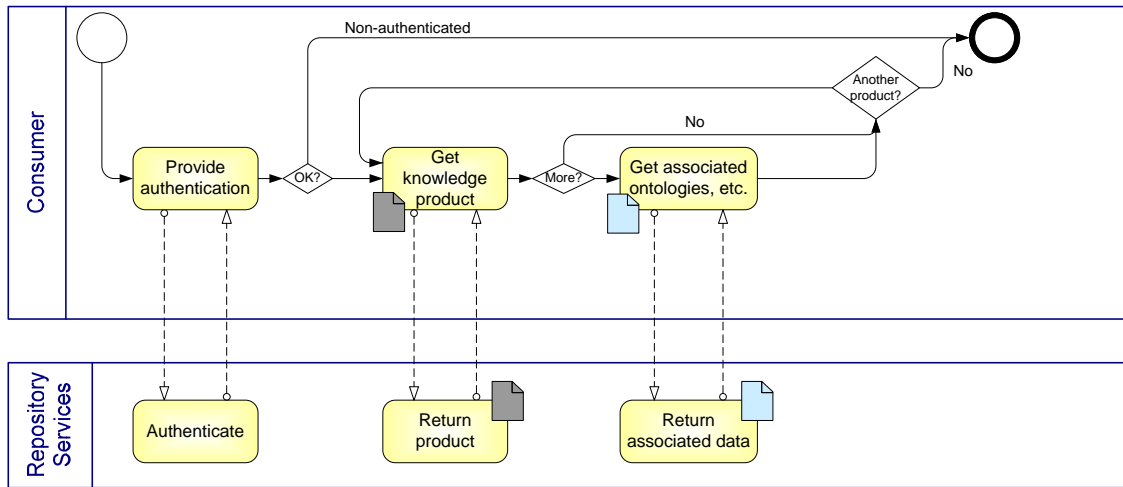 Consumer
Non-authenticated
No
Another
product?
No
Provide
authentication
OK?
Get
knowledge
product
More?
Get associated
ontologies, etc.
Repository
Services
Authenticate
Return
product
Return
associated data